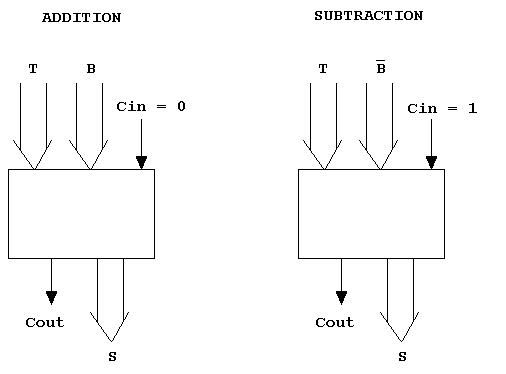 ADDITION
T B
Cin = 0
Cout
S
SUBTRACTION
T B̅
Cin = 1
Cout
S